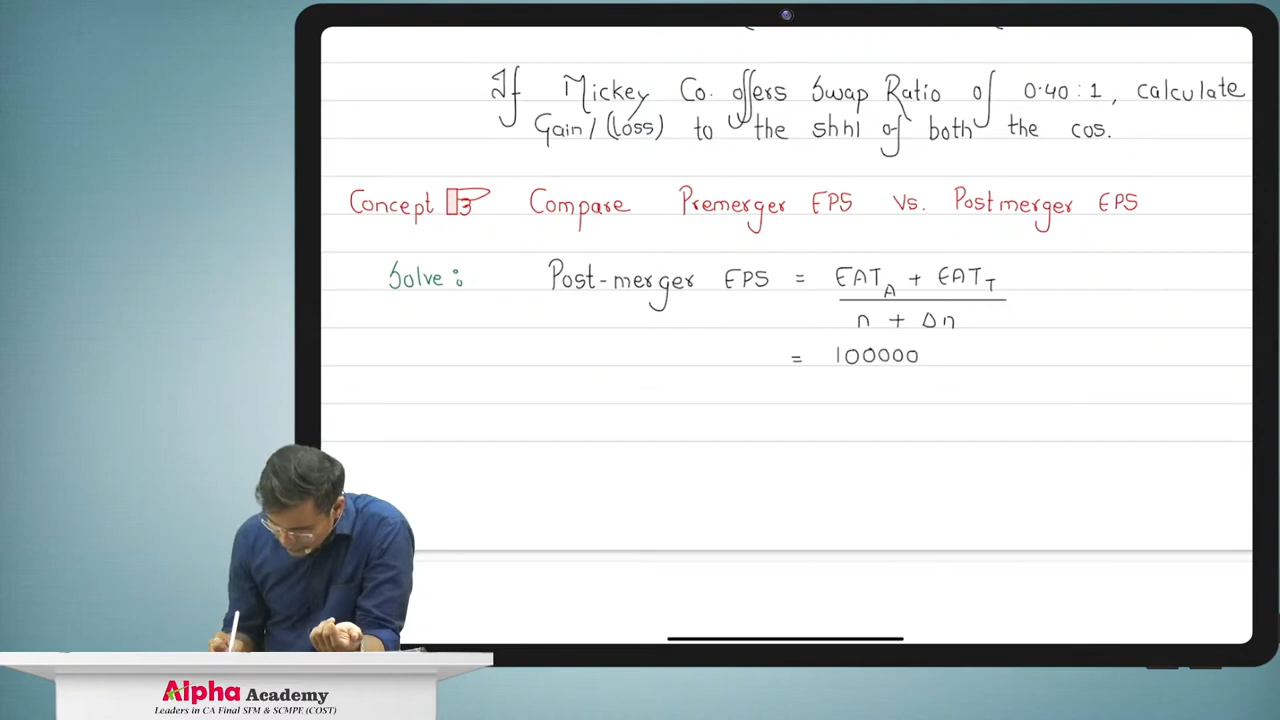 If Mickey Co. offers Swap Ratio of 0.40 : 1, calculate
Gain / (loss) to the shhl of both the cos.
Concept ☞ Compare Premerger EPS Vs. Postmerger EPS
Solve : Post-merger EPS = EAT_A + EAT_T
n + Δn
= 100000
Alpha Academy
Leaders in CA Final SFM & SCMPE (COST)